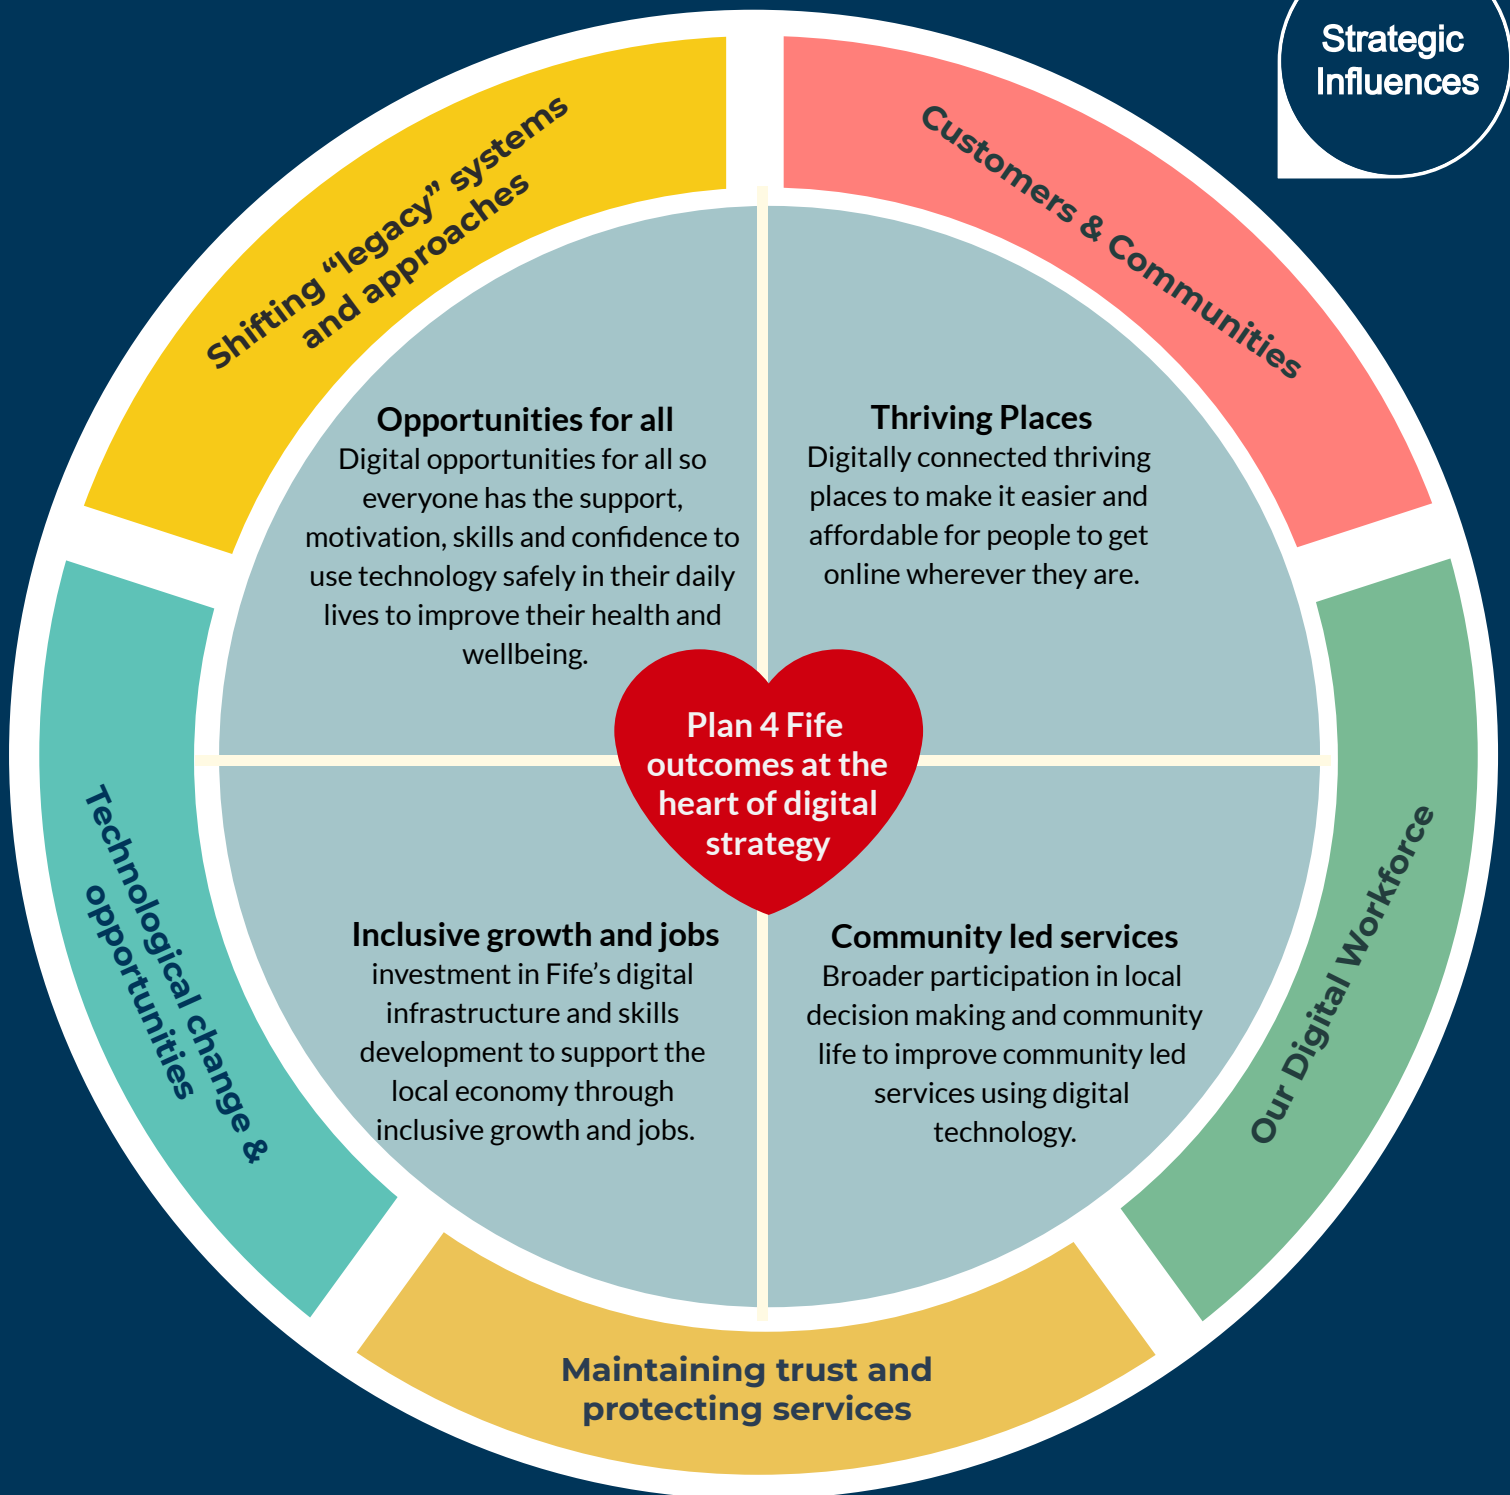 Strategic
Influences
Shifting “legacy” systems
and approaches
Customers & Communities
Opportunities for all
Digital opportunities for all so
everyone has the support,
motivation, skills and confidence to
use technology safely in their daily
lives to improve their health and
wellbeing.
Thriving Places
Digitally connected thriving
places to make it easier and
affordable for people to get
online wherever they are.
Plan 4 Fife
outcomes at the
heart of digital
strategy
Technological change &
opportunities
Our Digital Workforce
Inclusive growth and jobs
investment in Fife’s digital
infrastructure and skills
development to support the
local economy through
inclusive growth and jobs.
Community led services
Broader participation in local
decision making and community
life to improve community led
services using digital
technology.
Maintaining trust and
protecting services